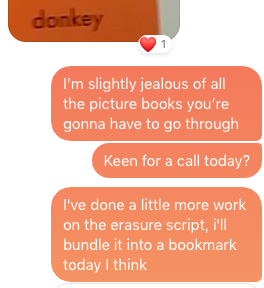 donkey
1
I'm slightly jealous of all
the picture books you're
gonna have to go through
Keen for a call today?
I've done a little more work
on the erasure script, i'll
bundle it into a bookmark
today I think